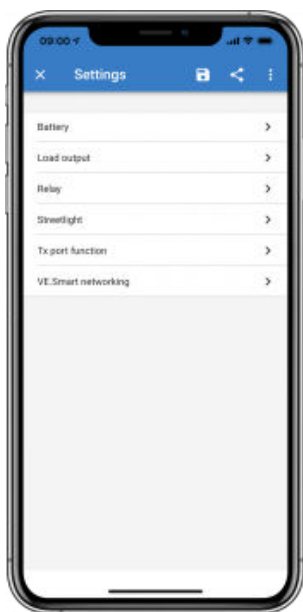 09:00
Settings
Battery
Load output
Relay
Streetlight
Tx port function
VE.Smart networking